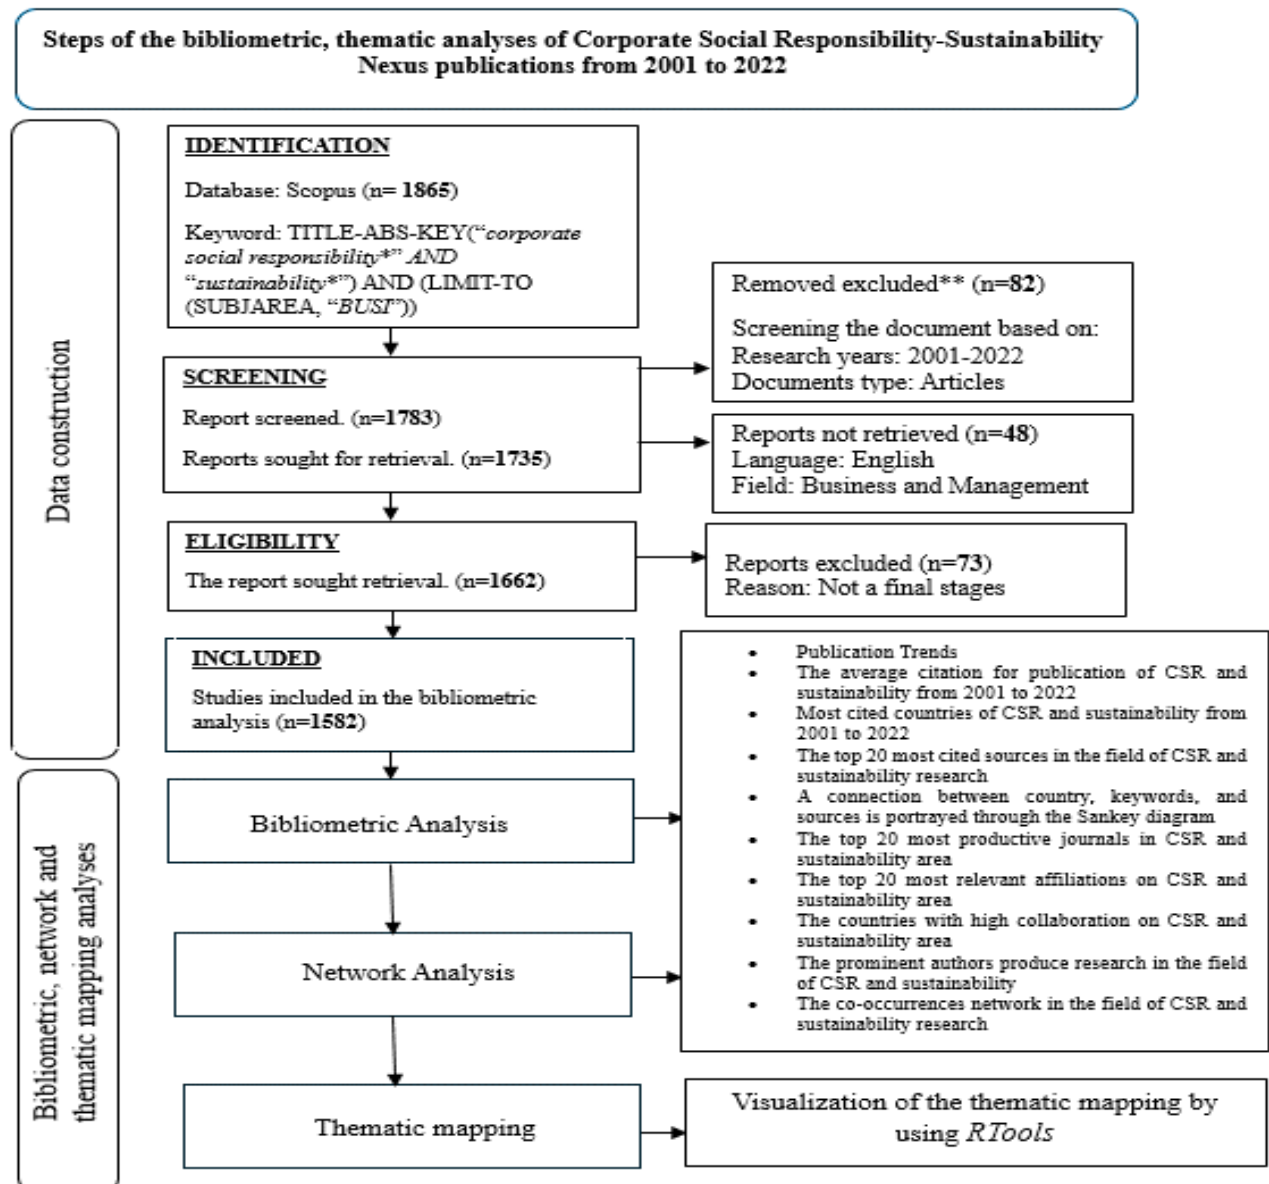 Steps of the bibliometric, thematic analyses of Corporate Social Responsibility-Sustainability
Nexus publications from 2001 to 2022
Data construction
IDENTIFICATION
Database: Scopus (n= 1865)
Keyword: TITLE-ABS-KEY(“corporate
social responsibility*” AND
“sustainability*”) AND (LIMIT-TO
(SUBJAREA, “BUSI”))
Removed excluded** (n=82)
Screening the document based on:
Research years: 2001-2022
Documents type: Articles
SCREENING
Report screened. (n=1783)
Reports sought for retrieval. (n=1735)
Reports not retrieved (n=48)
Language: English
Field: Business and Management
ELIGIBILITY
The report sought retrieval. (n=1662)
Reports excluded (n=73)
Reason: Not a final stages
INCLUDED
Studies included in the bibliometric
analysis (n=1582)
Bibliometric, network and
thematic mapping analyses
Bibliometric Analysis
Network Analysis
• Publication Trends
• The average citation for publication of CSR and
sustainability from 2001 to 2022
• Most cited countries of CSR and sustainability from
2001 to 2022
• The top 20 most cited sources in the field of CSR and
sustainability research
• A connection between country, keywords, and
sources is portrayed through the Sankey diagram
• The top 20 most productive journals in CSR and
sustainability area
• The top 20 most relevant affiliations on CSR and
sustainability area
• The countries with high collaboration on CSR and
sustainability area
• The prominent authors produce research in the field
of CSR and sustainability
• The co-occurrences network in the field of CSR and
sustainability research
Thematic mapping
Visualization of the thematic mapping by
using RTools